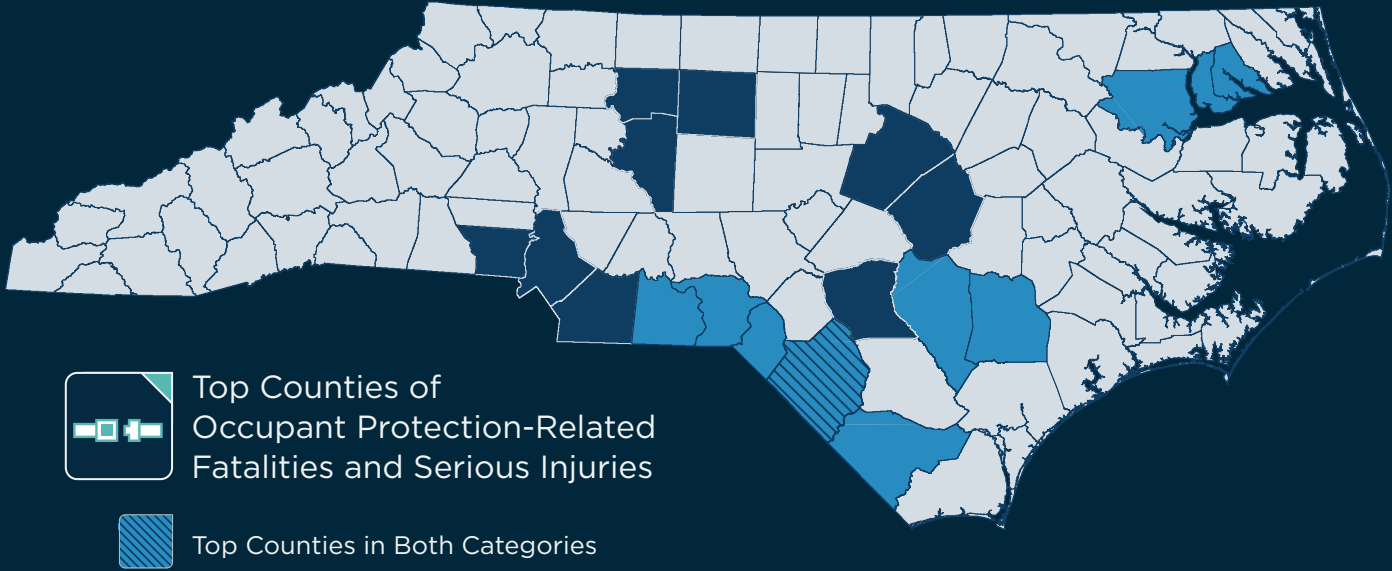 Top Counties of
Occupant Protection-Related
Fatalities and Serious Injuries
Top Counties in Both Categories